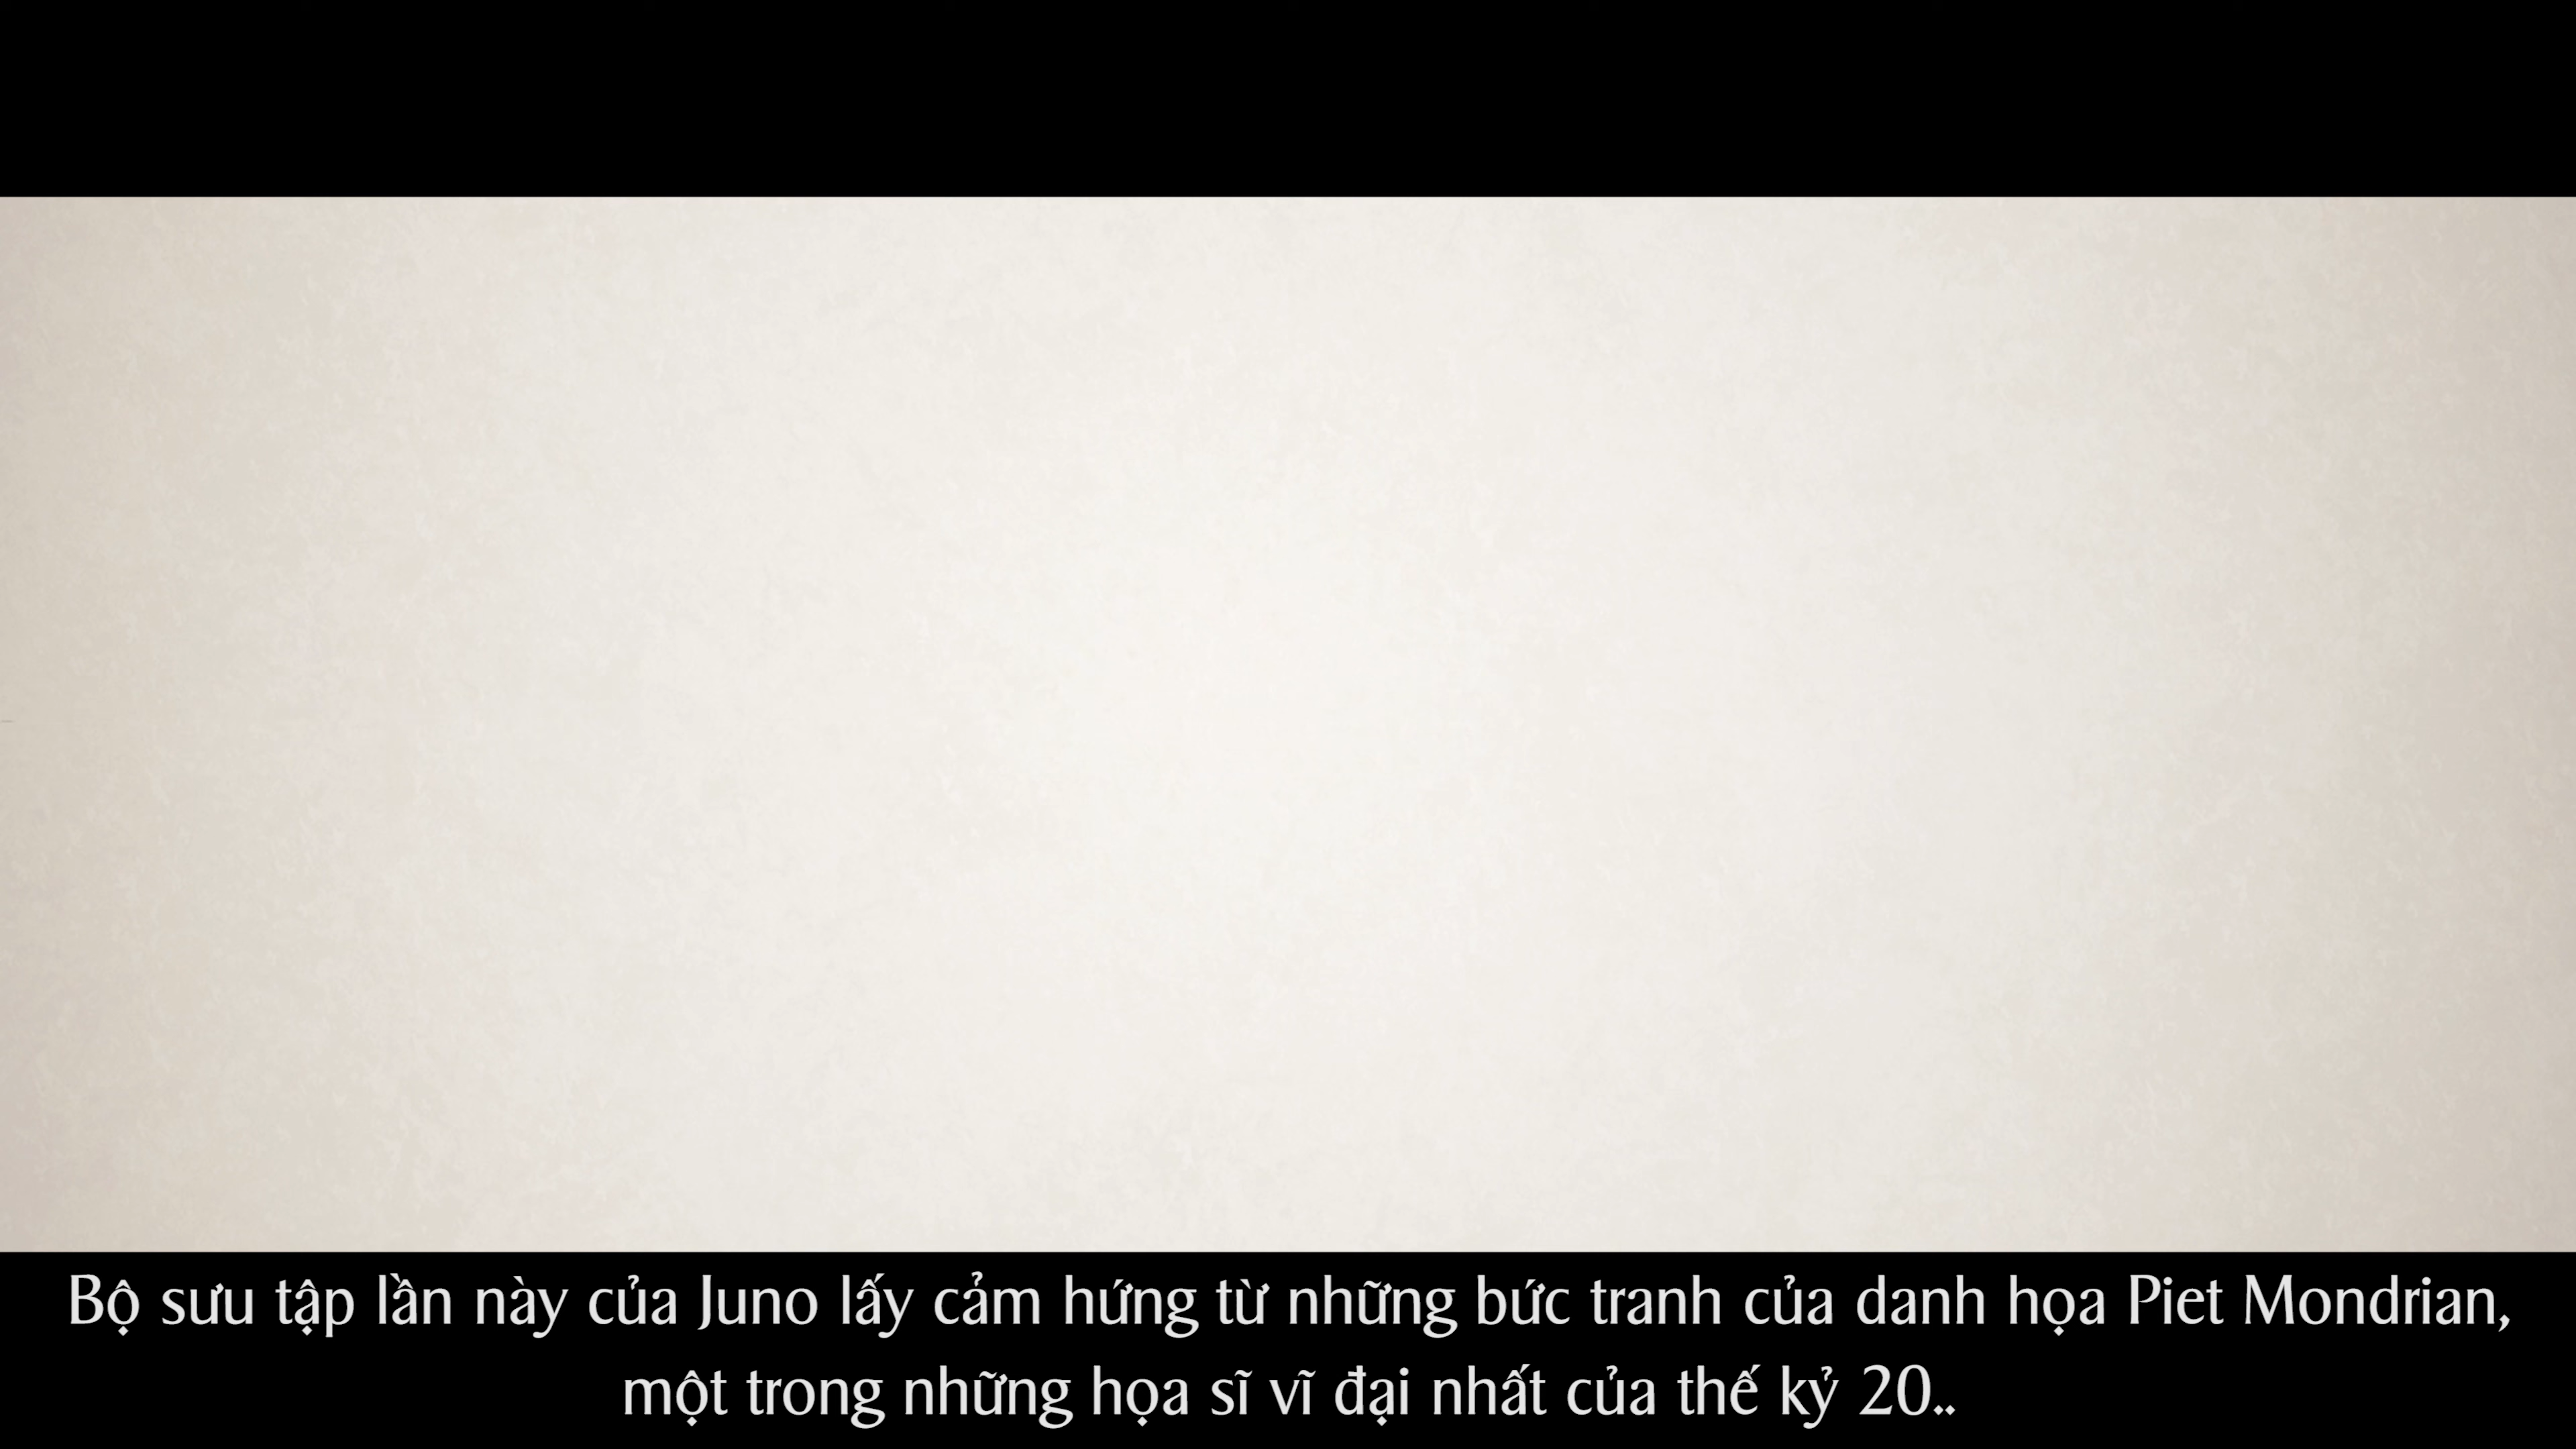 Bộ sưu tập lần này của Juno lấy cảm hứng từ những bức tranh của danh họa Piet Mondrian,
một trong những họa sĩ vĩ đại nhất của thế kỷ 20..